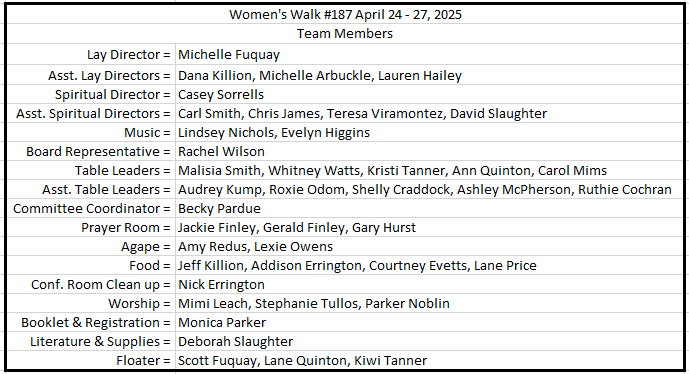 Women's Walk #187 April 24 - 27, 2025
Team Members
Lay Director = Michelle Fuquay
Asst. Lay Directors = Dana Killion, Michelle Arbuckle, Lauren Hailey
Spiritual Director = Casey Sorrells
Asst. Spiritual Directors = Carl Smith, Chris James, Teresa Viramontez, David Slaughter
Music = Lindsey Nichols, Evelyn Higgins
Board Representative = Rachel Wilson
Table Leaders = Malisia Smith, Whitney Watts, Kristi Tanner, Ann Quinton, Carol Mims
Asst. Table Leaders = Audrey Kump, Roxie Odom, Shelly Craddock, Ashley McPherson, Ruthie Cochran
Committee Coordinator = Becky Pardue
Prayer Room = Jackie Finley, Gerald Finley, Gary Hurst
Agape = Amy Redus, Lexie Owens
Food = Jeff Killion, Addison Errington, Courtney Evetts, Lane Price
Conf. Room Clean up = Nick Errington
Worship = Mimi Leach, Stephanie Tullos, Parker Noblin
Booklet & Registration = Monica Parker
Literature & Supplies = Deborah Slaughter
Floater = Scott Fuquay, Lane Quinton, Kiwi Tanner